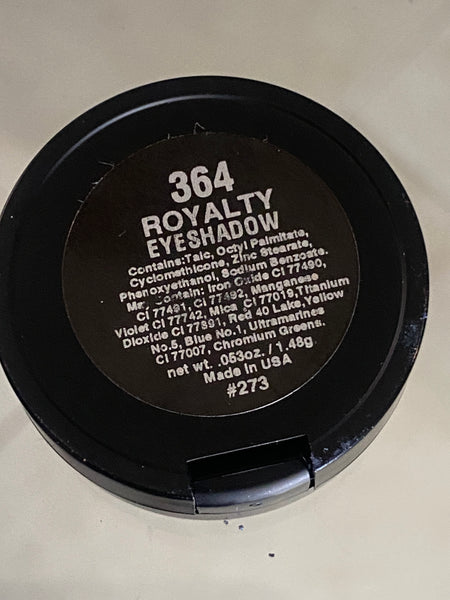 364
ROYALTY
EYESHADOW
Contains:Talc, Octyl Palmitate,
Cyclomethicone, Zinc Stearate,
Phenoxyethanol, Sodium Benzoate.
May Contain: Iron Oxide CI 77490,
CI 77491, CI 77492, Manganese
Violet CI 77742, Mica CI 77019,Titanium
Dioxide CI 77891, Red 40 Lake,Yellow
No.5, Blue No.1, Ultramarines
CI 77007, Chromium Greens.
net wt. .053oz. / 1.48g.
Made In USA
#273